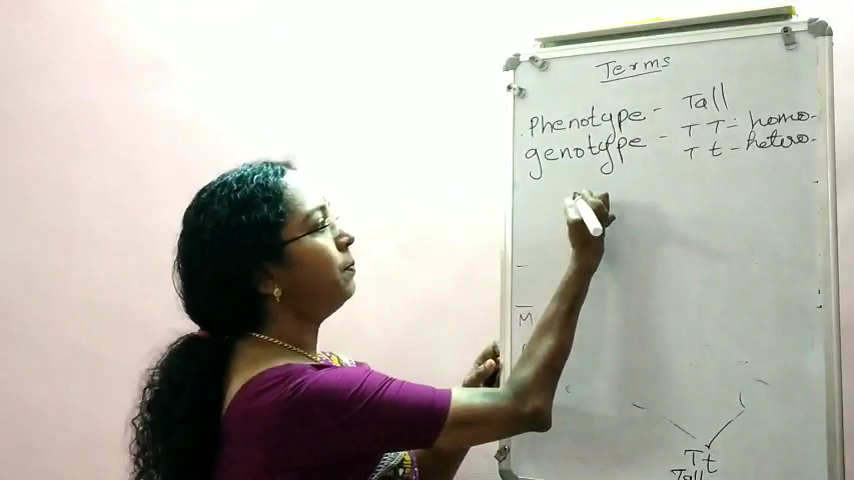 Terms
Phenotype - Tall
genotype - T T = homo-
T t - hetero-
M
T t
Tall